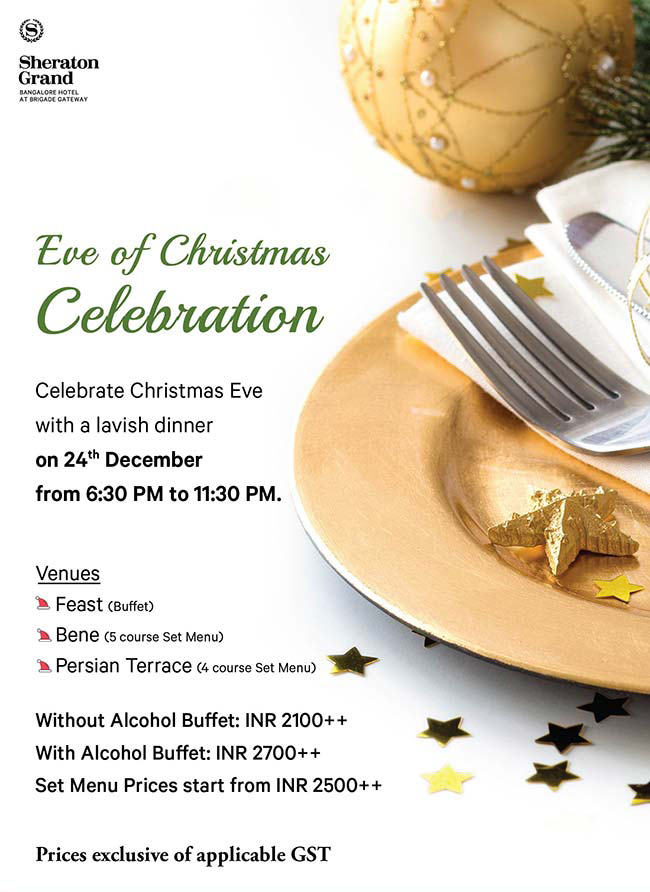 S
Sheraton
Grand
BANGALORE HOTEL
AT BRIGADE GATEWAY
Eve of Christmas
Celebration
Celebrate Christmas Eve
with a lavish dinner
on 24th December
from 6:30 PM to 11:30 PM.
Venues
Feast (Buffet)
Bene (5 course Set Menu)
Persian Terrace (4 course Set Menu)
Without Alcohol Buffet: INR 2100++
With Alcohol Buffet: INR 2700++
Set Menu Prices start from INR 2500++
Prices exclusive of applicable GST